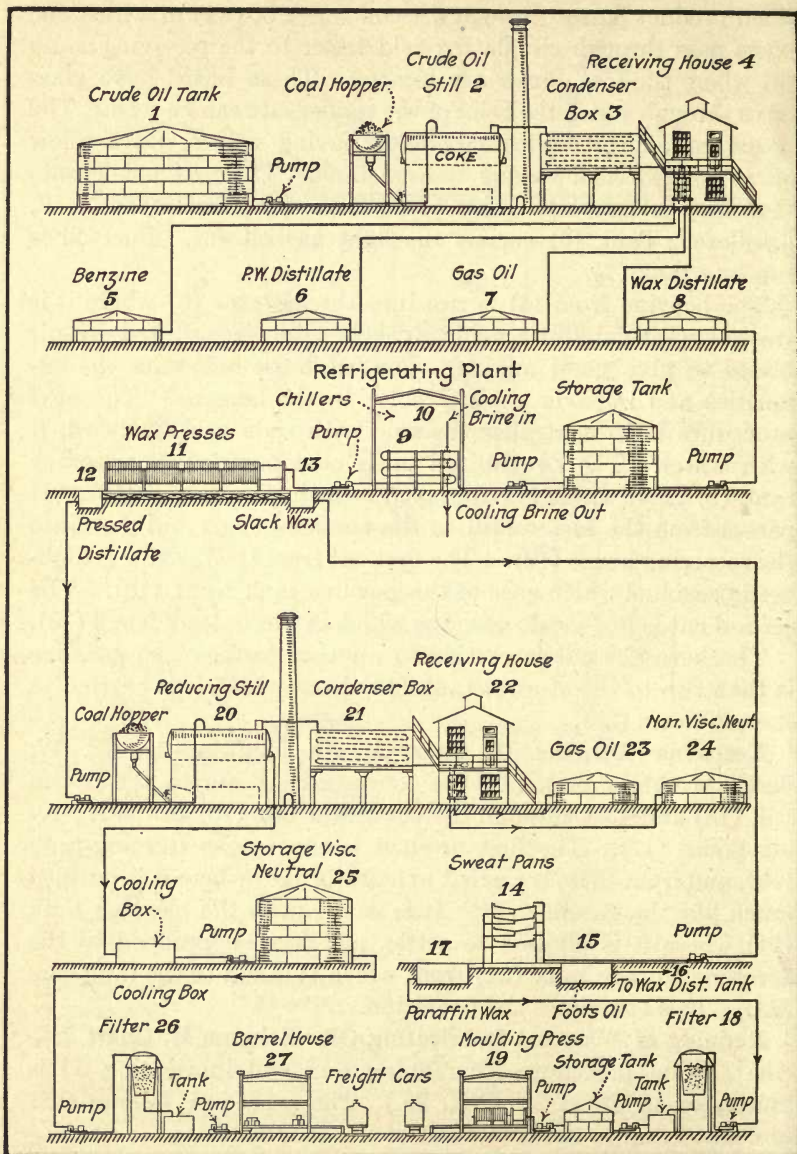 Crude Oil Tank
1
Pump
Coal Hopper
Crude Oil
Still 2
COKE
Condenser
Box 3
Receiving House 4
Benzine
5
P.W. Distillate
6
Gas Oil
7
Wax Distillate
8
Refrigerating Plant
Chillers
10
9
Cooling
Brine in
Cooling Brine Out
Storage Tank
Pump
Pump
Pump
Wax Presses
11
12
13
Pressed
Distillate
Slack Wax
Coal Hopper
Pump
Reducing Still
20
Condenser Box
21
Receiving House
22
Gas Oil 23
Non. Visc. Neut.
24
Cooling
Box
Pump
Storage Visc.
Neutral
25
Sweat Pans
14
17
15
Pump
16
To Wax Dist. Tank
Paraffin Wax
Foots Oil
Cooling Box
Filter 26
Pump
Tank
Pump
Barrel House
27
Freight Cars
Moulding Press
19
Pump
Storage Tank
Tank
Pump
Filter 18
Pump